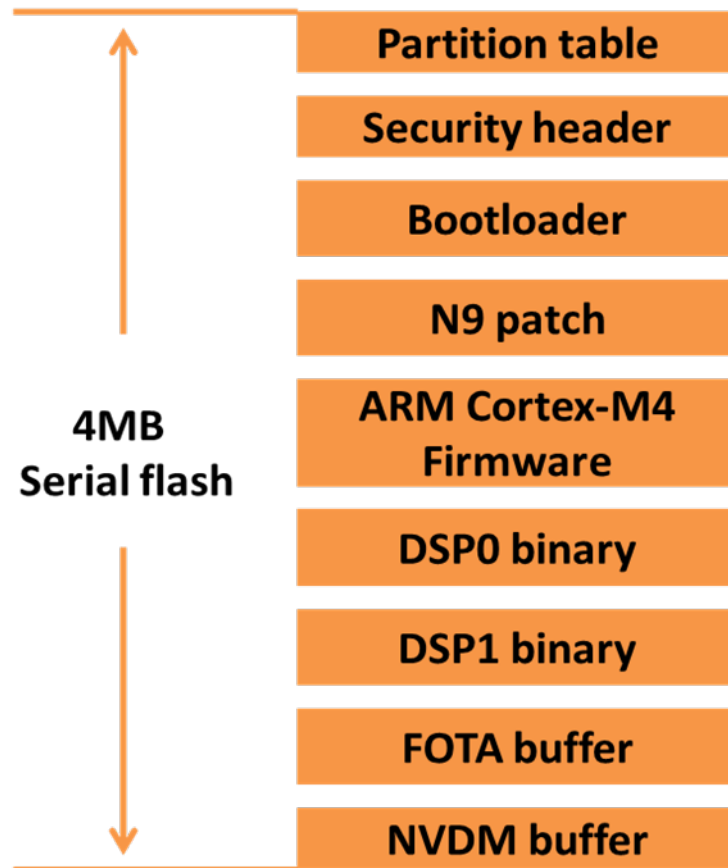 Partition table
Security header
Bootloader
N9 patch
ARM Cortex-M4
Firmware
4MB
Serial flash
DSP0 binary
DSP1 binary
FOTA buffer
NVDM buffer